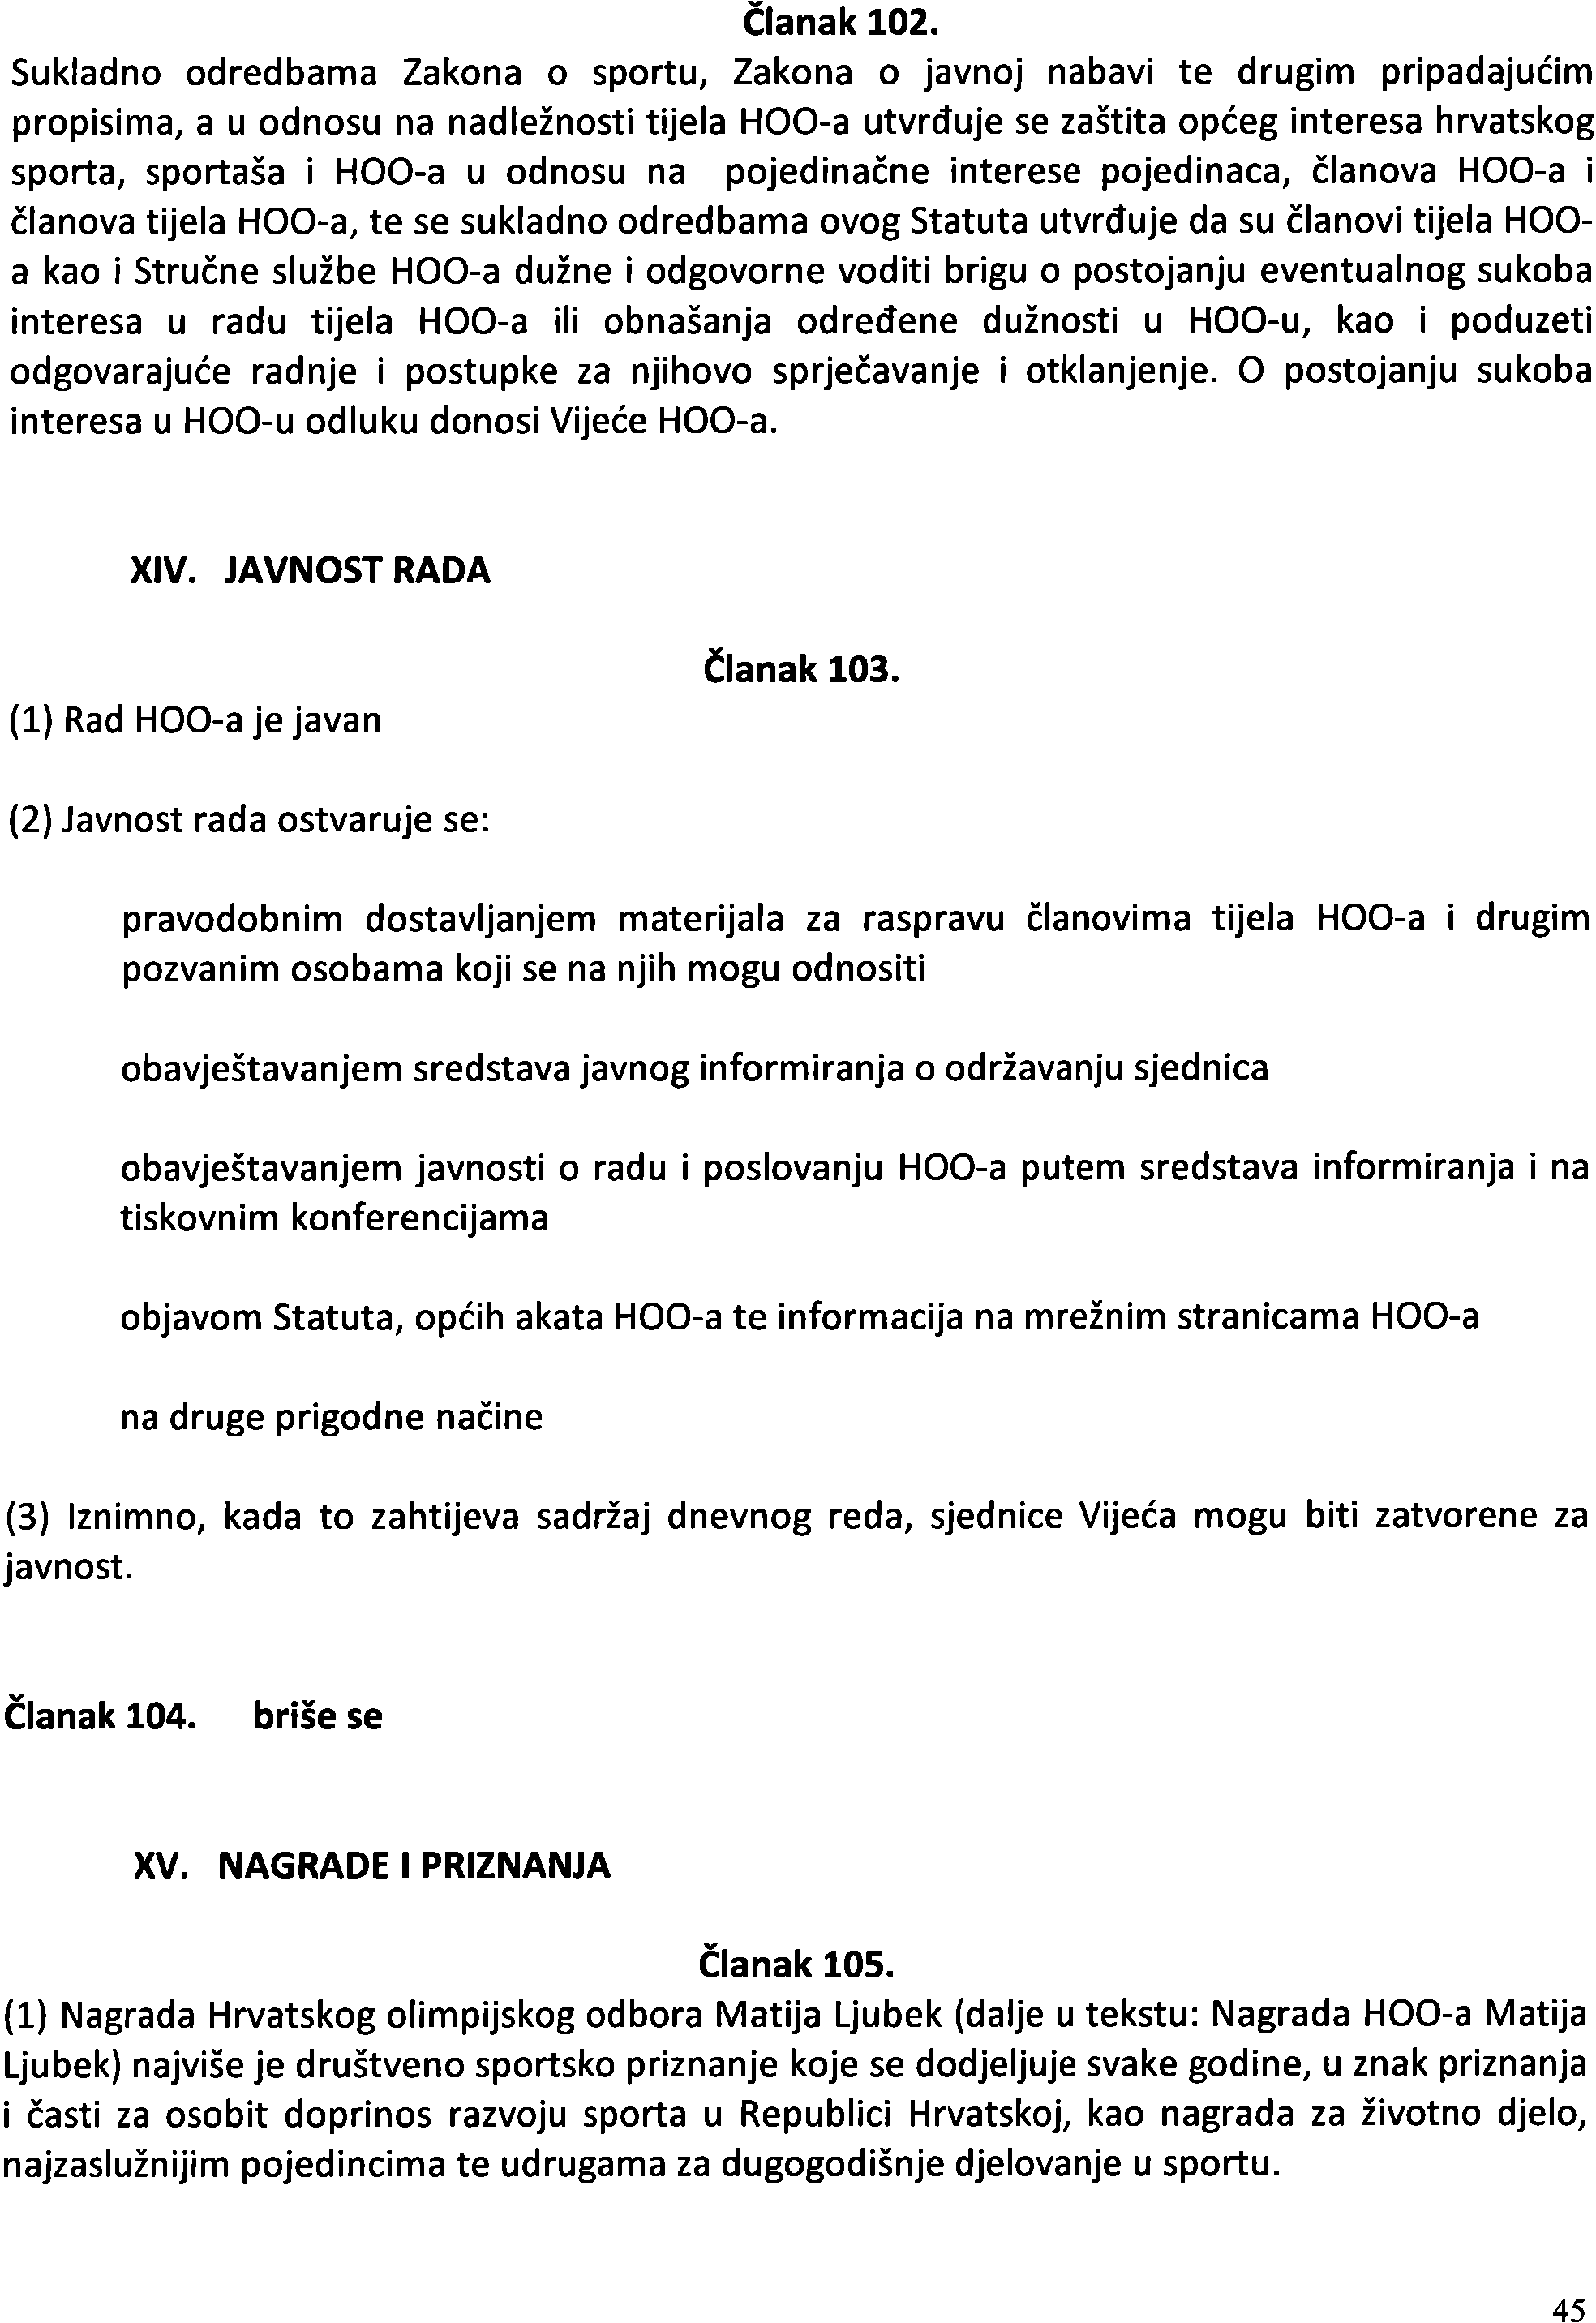 Članak 102.
Sukladno odredbama Zakona o sportu, Zakona o javnoj nabavi te drugim pripadajućim
propisima, a u odnosu na nadležnosti tijela HOO-a utvrđuje se zaštita općeg interesa hrvatskog
sporta, sportaša i HOO-a u odnosu na pojedinačne interese pojedinaca, članova HOO-a i
članova tijela HOO-a, te se sukladno odredbama ovog Statuta utvrđuje da su članovi tijela HOO-
a kao i Stručne službe HOO-a dužne i odgovorne voditi brigu o postojanju eventualnog sukoba
interesa u radu tijela HOO-a ili obnašanja određene dužnosti u HOO-u, kao i poduzeti
odgovarajuće radnje i postupke za njihovo sprječavanje i otklanjenje. O postojanju sukoba
interesa u HOO-u odluku donosi Vijeće HOO-a.
XIV. JAVNOST RADA
Članak 103.
(1) Rad HOO-a je javan
(2) Javnost rada ostvaruje se:
pravodobnim dostavljanjem materijala za raspravu članovima tijela HOO-a i drugim
pozvanim osobama koji se na njih mogu odnositi
obavještavanjem sredstava javnog informiranja o održavanju sjednica
obavještavanjem javnosti o radu i poslovanju HOO-a putem sredstava informiranja i na
tiskovnim konferencijama
objavom Statuta, općih akata HOO-a te informacija na mrežnim stranicama HOO-a
na druge prigodne načine
(3) Iznimno, kada to zahtijeva sadržaj dnevnog reda, sjednice Vijeća mogu biti zatvorene za
javnost.
Članak 104. briše se
XV. NAGRADE I PRIZNANJA
Članak 105.
(1) Nagrada Hrvatskog olimpijskog odbora Matija Ljubek (dalje u tekstu: Nagrada HOO-a Matija
Ljubek) najviše je društveno sportsko priznanje koje se dodjeljuje svake godine, u znak priznanja
i časti za osobit doprinos razvoju sporta u Republici Hrvatskoj, kao nagrada za životno djelo,
najzaslužnijim pojedincima te udrugama za dugogodišnje djelovanje u sportu.
45